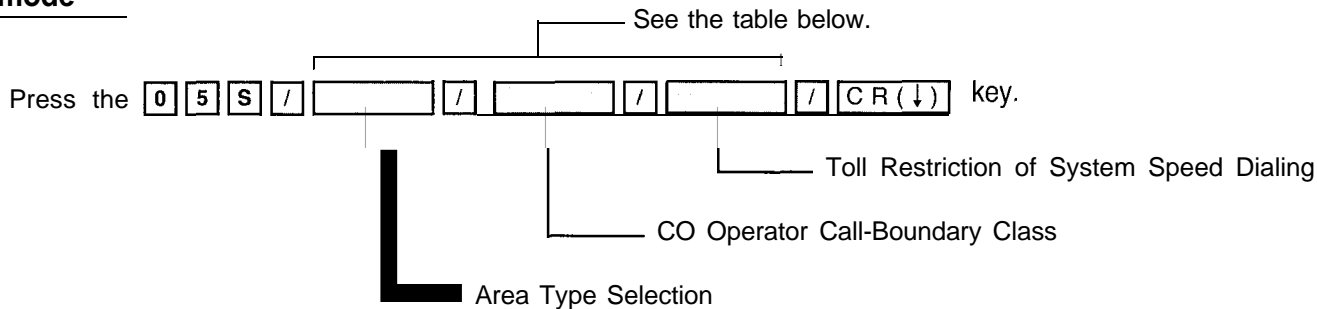 mode
See the table below.
Press the 0 5 S / / / / CR(↓) key.
Toll Restriction of System Speed Dialing
CO Operator Call-Boundary Class
Area Type Selection